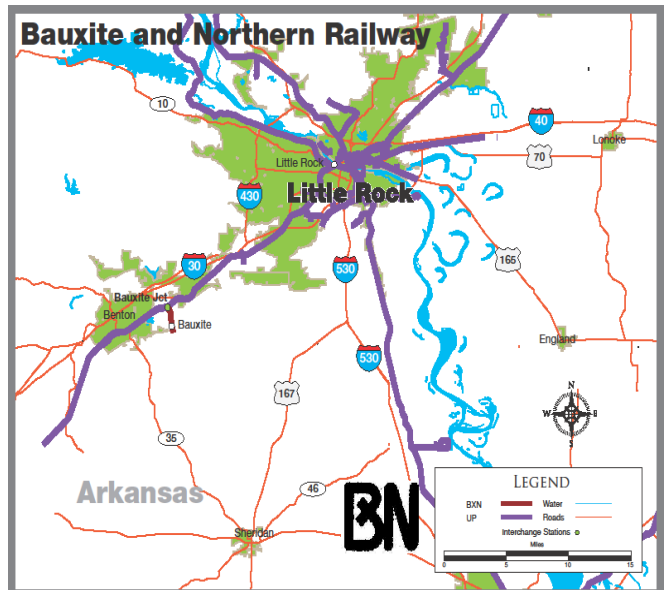 Bauxite and Northern Railway
10
40
Lonoke
Little Rock
70
430
Little Rock
165
30
530
Bauxite Jct
Benton
Bauxite
England
530
167
N
W E
S
35
Arkansas
46
BXN
Sheridan
LEGEND
BXN Water
UP Roads
Interchange Stations
Miles
0 5 10 15